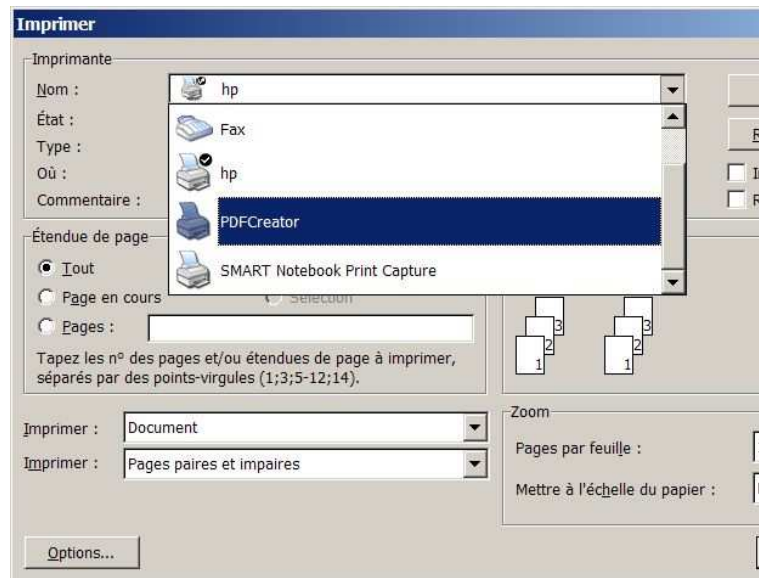 Imprimer
Imprimante
Nom :
hp
État :
Fax
Type :
hp
Où :
Commentaire :
PDFCreator
SMART Notebook Print Capture
Étendue de page
Tout
Page en cours
Sélection
Pages :
Tapez les nº des pages et/ou étendues de page à imprimer,
séparés par des points-virgules (1;3;5-12;14).
3
2
1
3
2
1
Imprimer :
Document
Imprimer :
Pages paires et impaires
Zoom
Pages par feuille :
Mettre à l'échelle du papier :
Options...